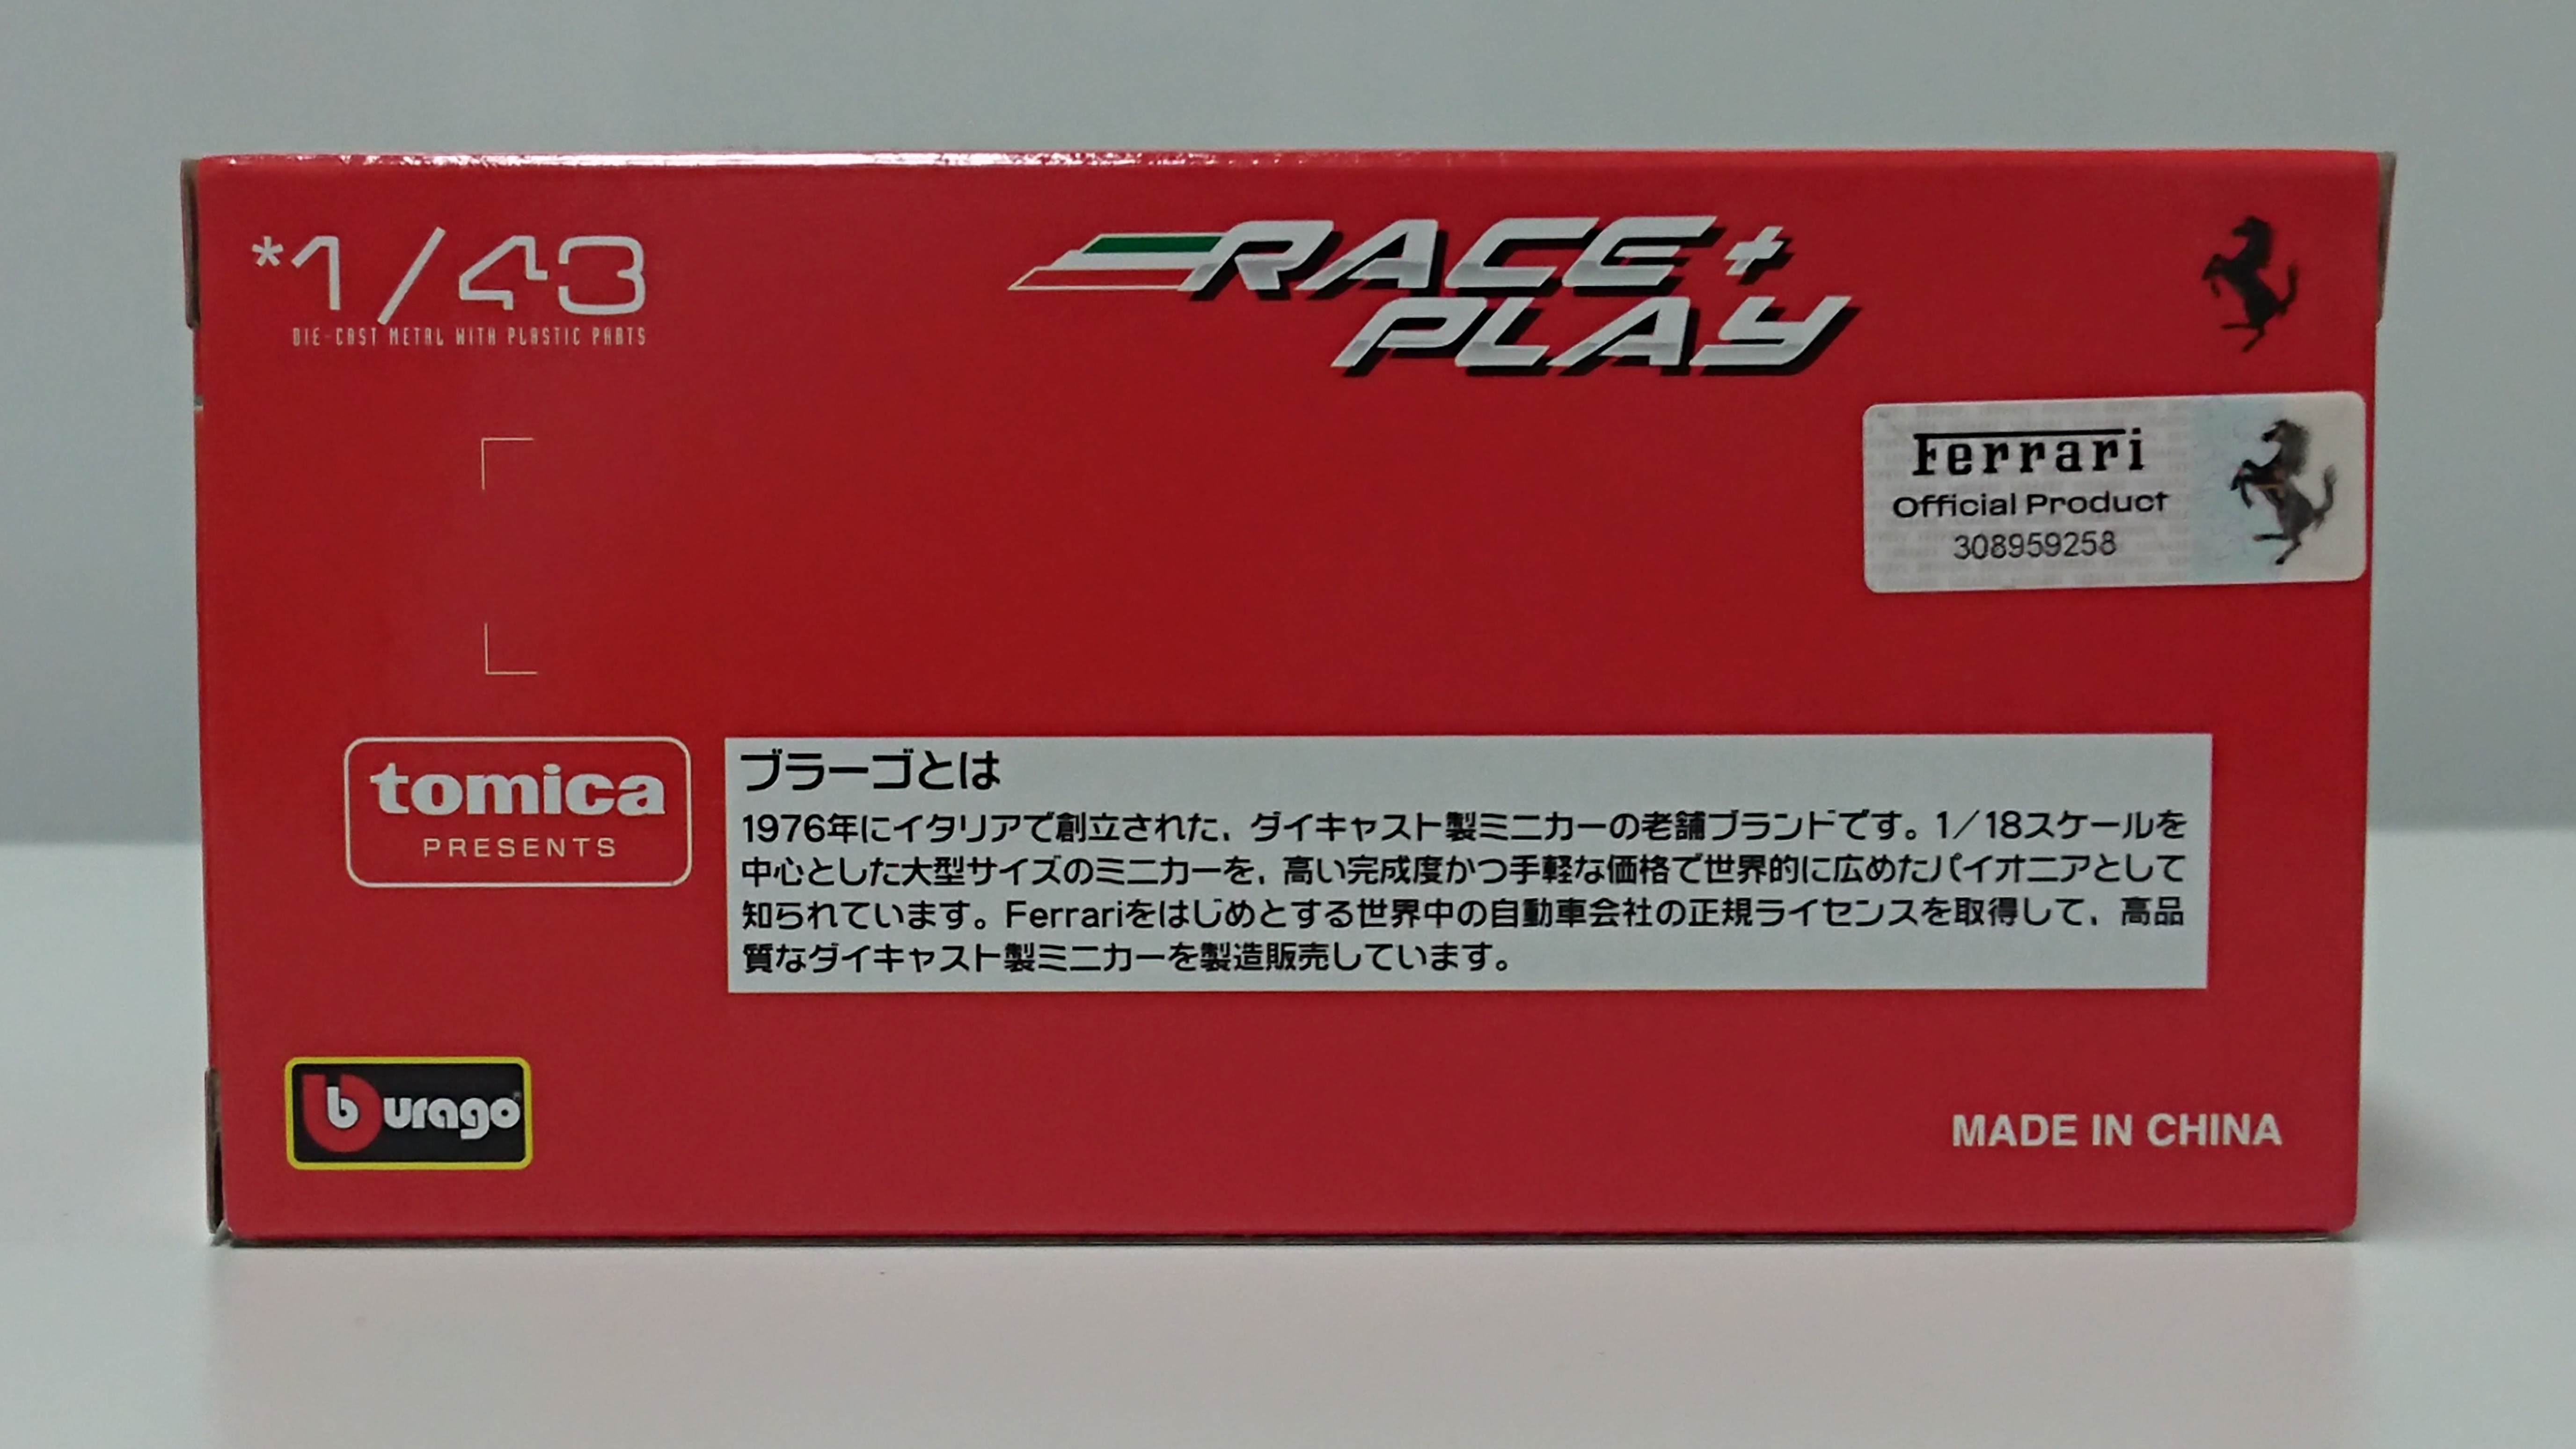 *1/43
DIE-CAST METAL WITH PLASTIC PARTS
RACE+
PLAY
Ferrari
Official Product
308959258
tomica
PRESENTS
ブラーゴとは
1976年にイタリアで創立された、ダイキャスト製ミニカーの老舗ブランドです。1/18スケールを
中心とした大型サイズのミニカーを、高い完成度かつ手軽な価格で世界的に広めたパイオニアとして
知られています。Ferrariをはじめとする世界中の自動車会社の正規ライセンスを取得して、高品
質なダイキャスト製ミニカーを製造販売しています。
burago
MADE IN CHINA